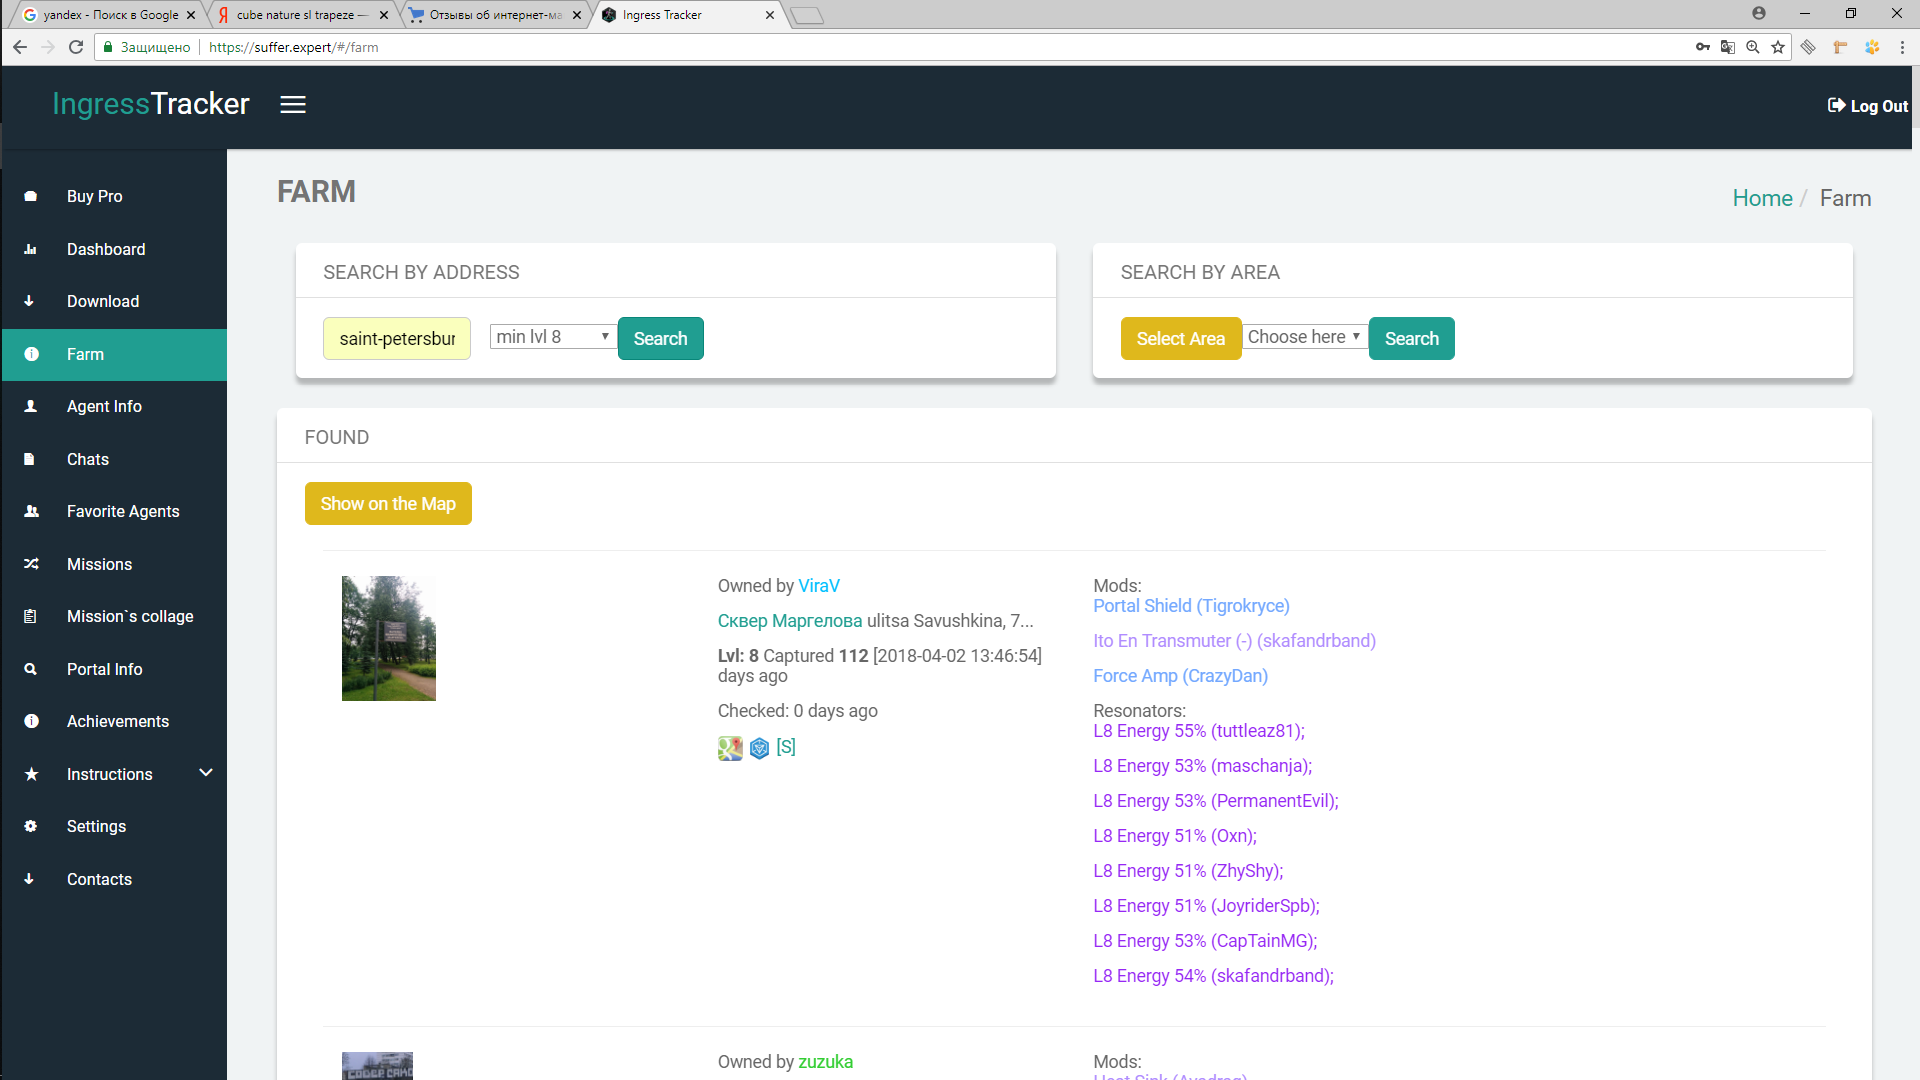 yandex - Поиск в Google
cube nature sl trapeze —
Отзывы об интернет-ма
Ingress Tracker
Защищено
https://suffer.expert/#/farm
IngressTracker
Log Out
Buy Pro
Dashboard
Download
Farm
Agent Info
Chats
Favorite Agents
Missions
Mission`s collage
Portal Info
Achievements
Instructions
Settings
Contacts
FARM
Home / Farm
SEARCH BY ADDRESS
saint-petersbur
min lvl 8
Search
SEARCH BY AREA
Select Area
Choose here
Search
FOUND
Show on the Map
Owned by ViraV
Сквер Маргелова ulitsa Savushkina, 7...
Lvl: 8 Captured 112 [2018-04-02 13:46:54]
days ago
Checked: 0 days ago
[S]
Mods:
Portal Shield (Tigrokryce)
Ito En Transmuter (-) (skafandrband)
Force Amp (CrazyDan)
Resonators:
L8 Energy 55% (tuttleaz81);
L8 Energy 53% (maschanja);
L8 Energy 53% (PermanentEvil);
L8 Energy 51% (Oxn);
L8 Energy 51% (ZhyShy);
L8 Energy 51% (JoyriderSpb);
L8 Energy 53% (CapTainMG);
L8 Energy 54% (skafandrband);
Owned by zuzuka
Mods: